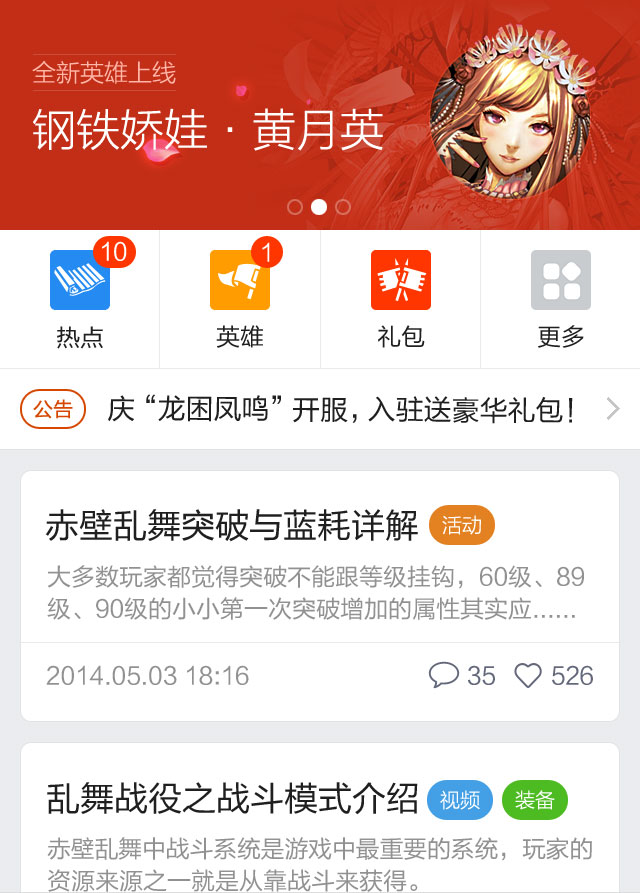 全新英雄上线
钢铁娇娃 · 黄月英
10
1
热点
英雄
礼包
更多
公告
庆“龙困凤鸣”开服，入驻送豪华礼包！
赤壁乱舞突破与蓝耗详解 活动
大多数玩家都觉得突破不能跟等级挂钩，60级、89
级、90级的小小第一次突破增加的属性其实应……
2014.05.03 18:16 35 526
乱舞战役之战斗模式介绍 视频 装备
赤壁乱舞中战斗系统是游戏中最重要的系统，玩家的
资源来源之一就是从靠战斗来获得。